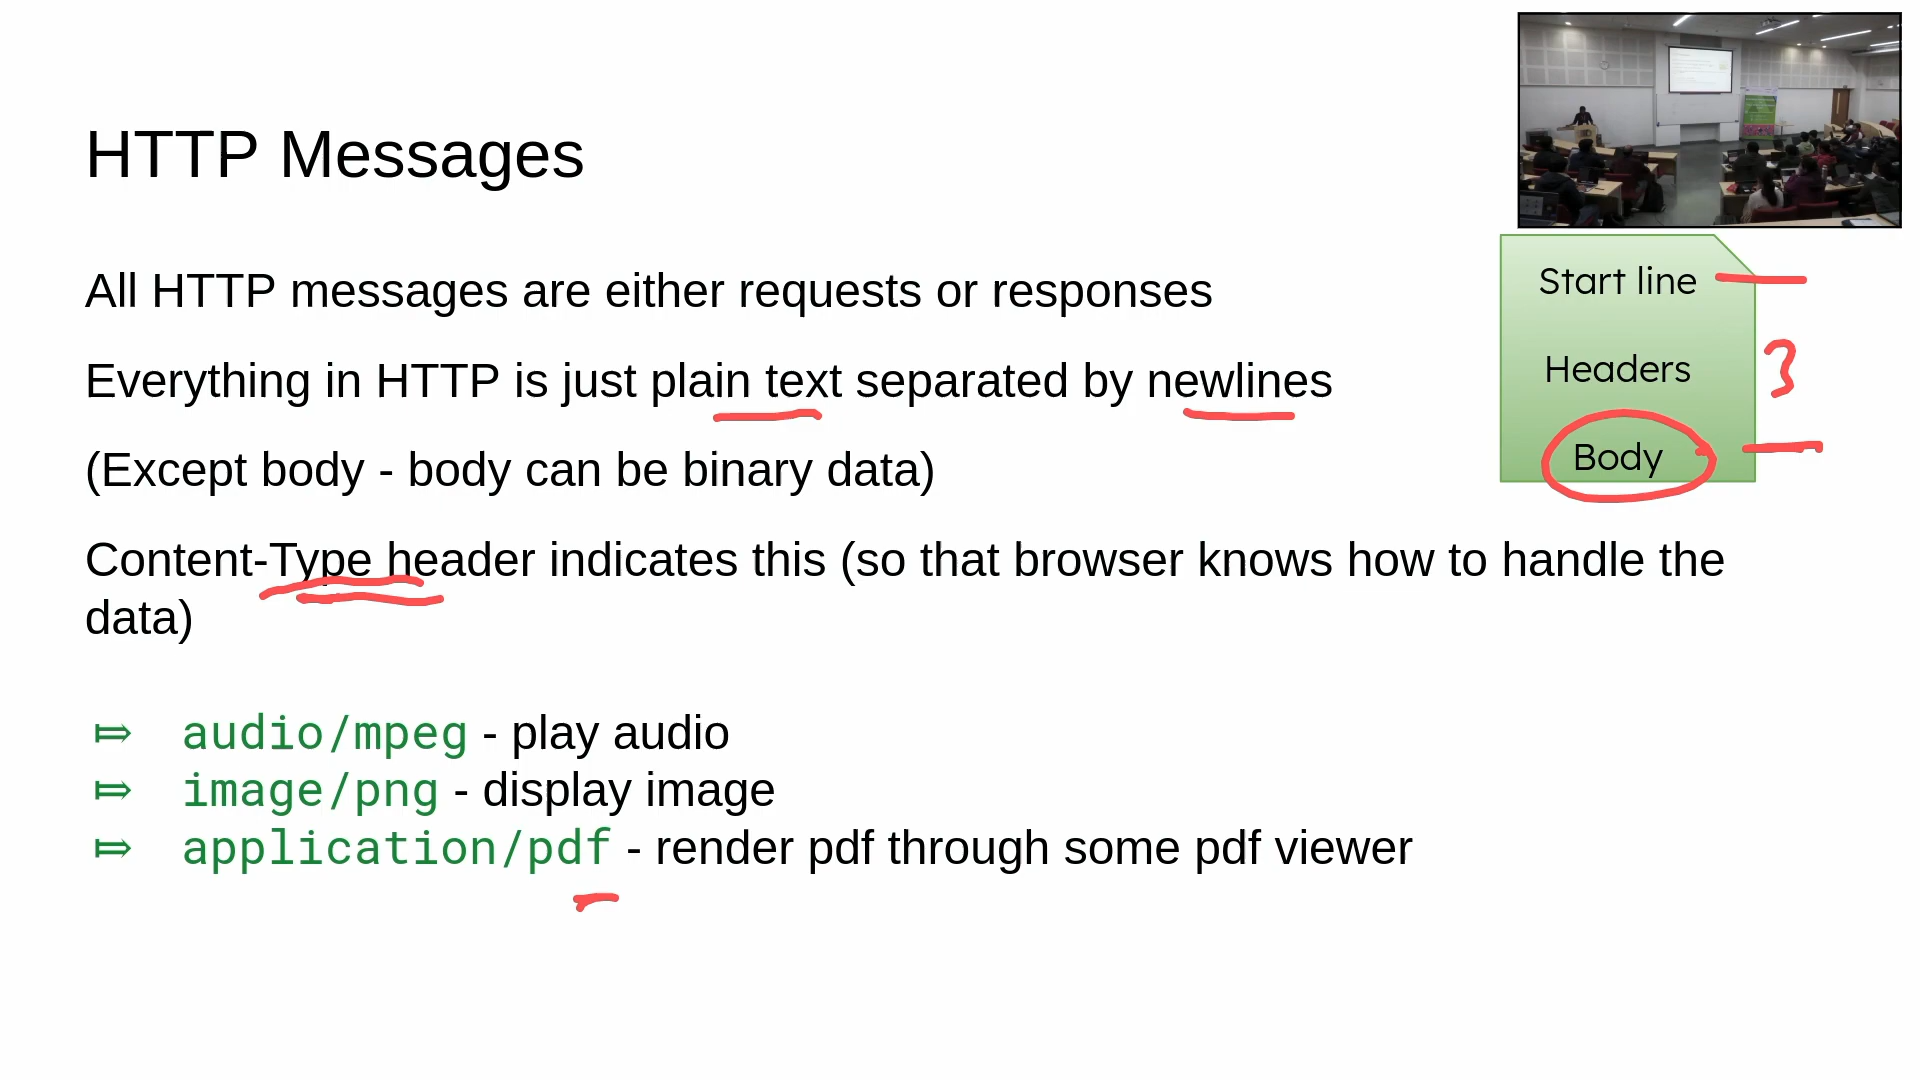 HTTP Messages
All HTTP messages are either requests or responses
Everything in HTTP is just plain text separated by newlines
(Except body - body can be binary data)
Content-Type header indicates this (so that browser knows how to handle the
data)
⤇ audio/mpeg - play audio
⤇ image/png - display image
⤇ application/pdf - render pdf through some pdf viewer
Start line
Headers
Body